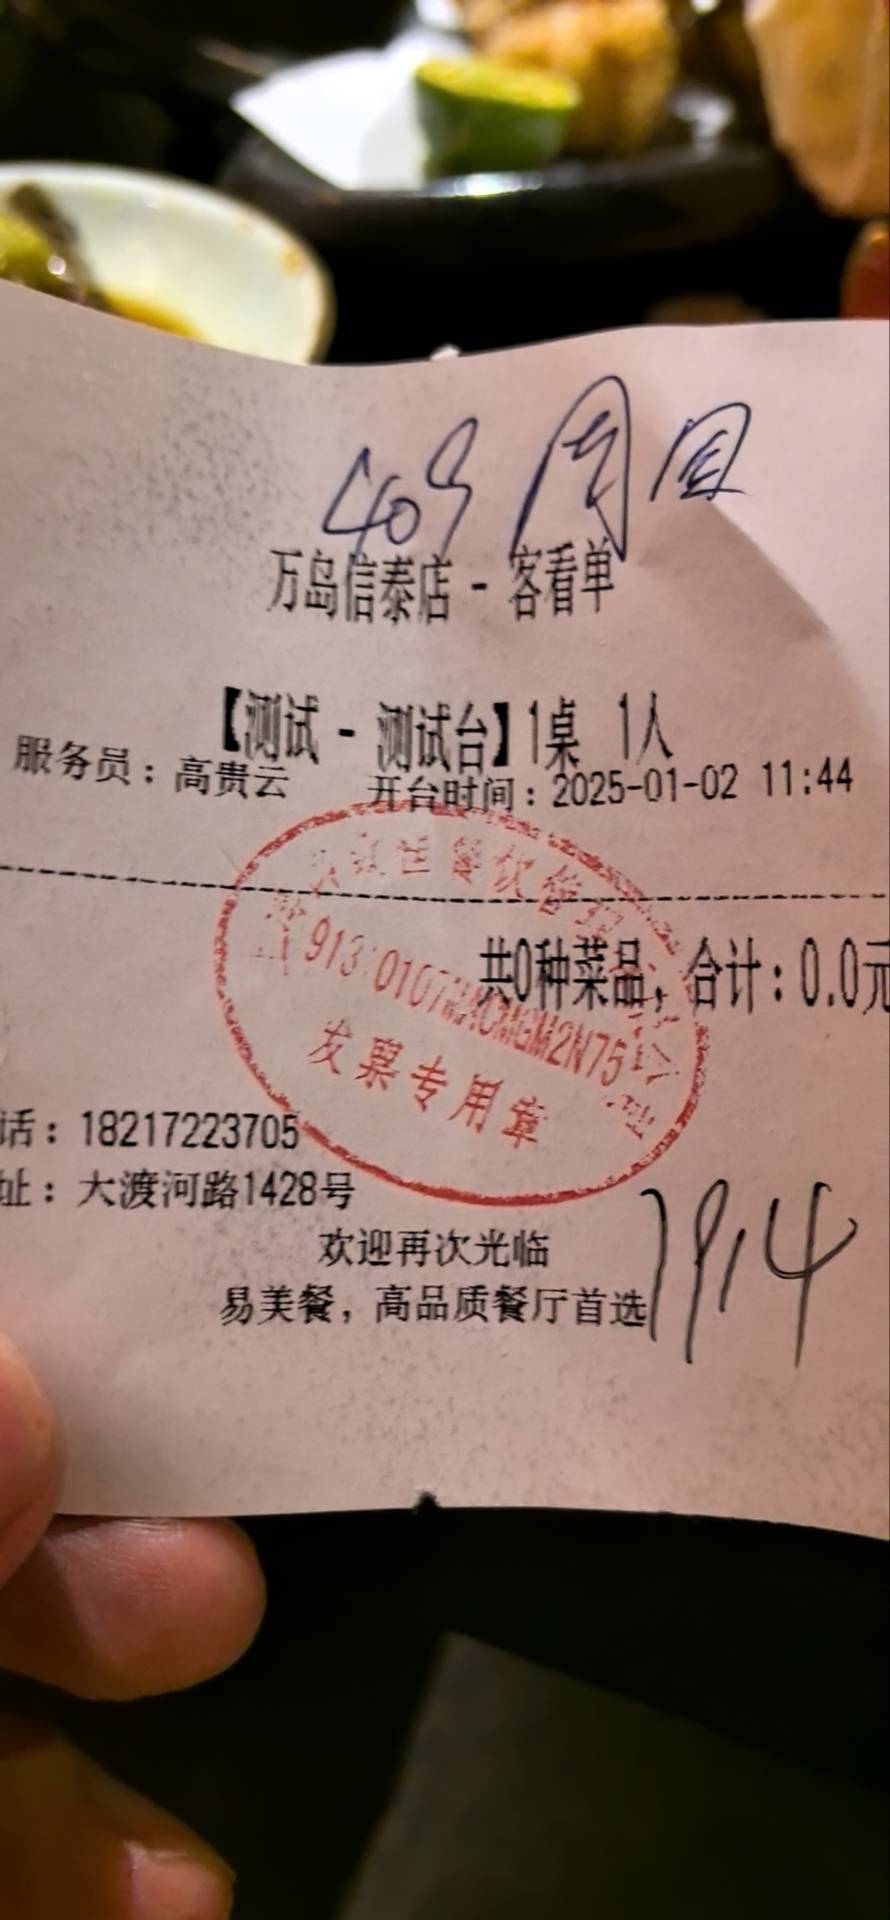 409 周圆
万岛信泰店 - 客看单
【测试 - 测试台】1桌 1人
服务员：高贵云 开台时间：2025-01-02 11:44
共0种菜品，合计：0.0元
发票专用章
话：18217223705
址：大渡河路1428号
欢迎再次光临
易美餐，高品质餐厅首选